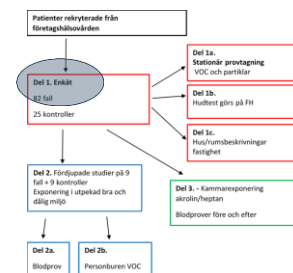 Patienter rekryterade från
företagshälsovården
Del 1. Enkät
82 fall
25 kontroller
Del 1a.
Stationär provtagning
VOC och partiklar
Del 1b.
Hudtest görs på FH
Del 1c.
Hus/rumsbeskrivningar
fastighet
Del 2. Fördjupade studier på 9
fall + 9 kontroller
Exponering i utpekad bra och
dålig miljö
Del 3. - Kammarexponering
akrolin/heptan
Blodprover före och efter
Del 2a.
Blodprov
Del 2b.
Personburen VOC